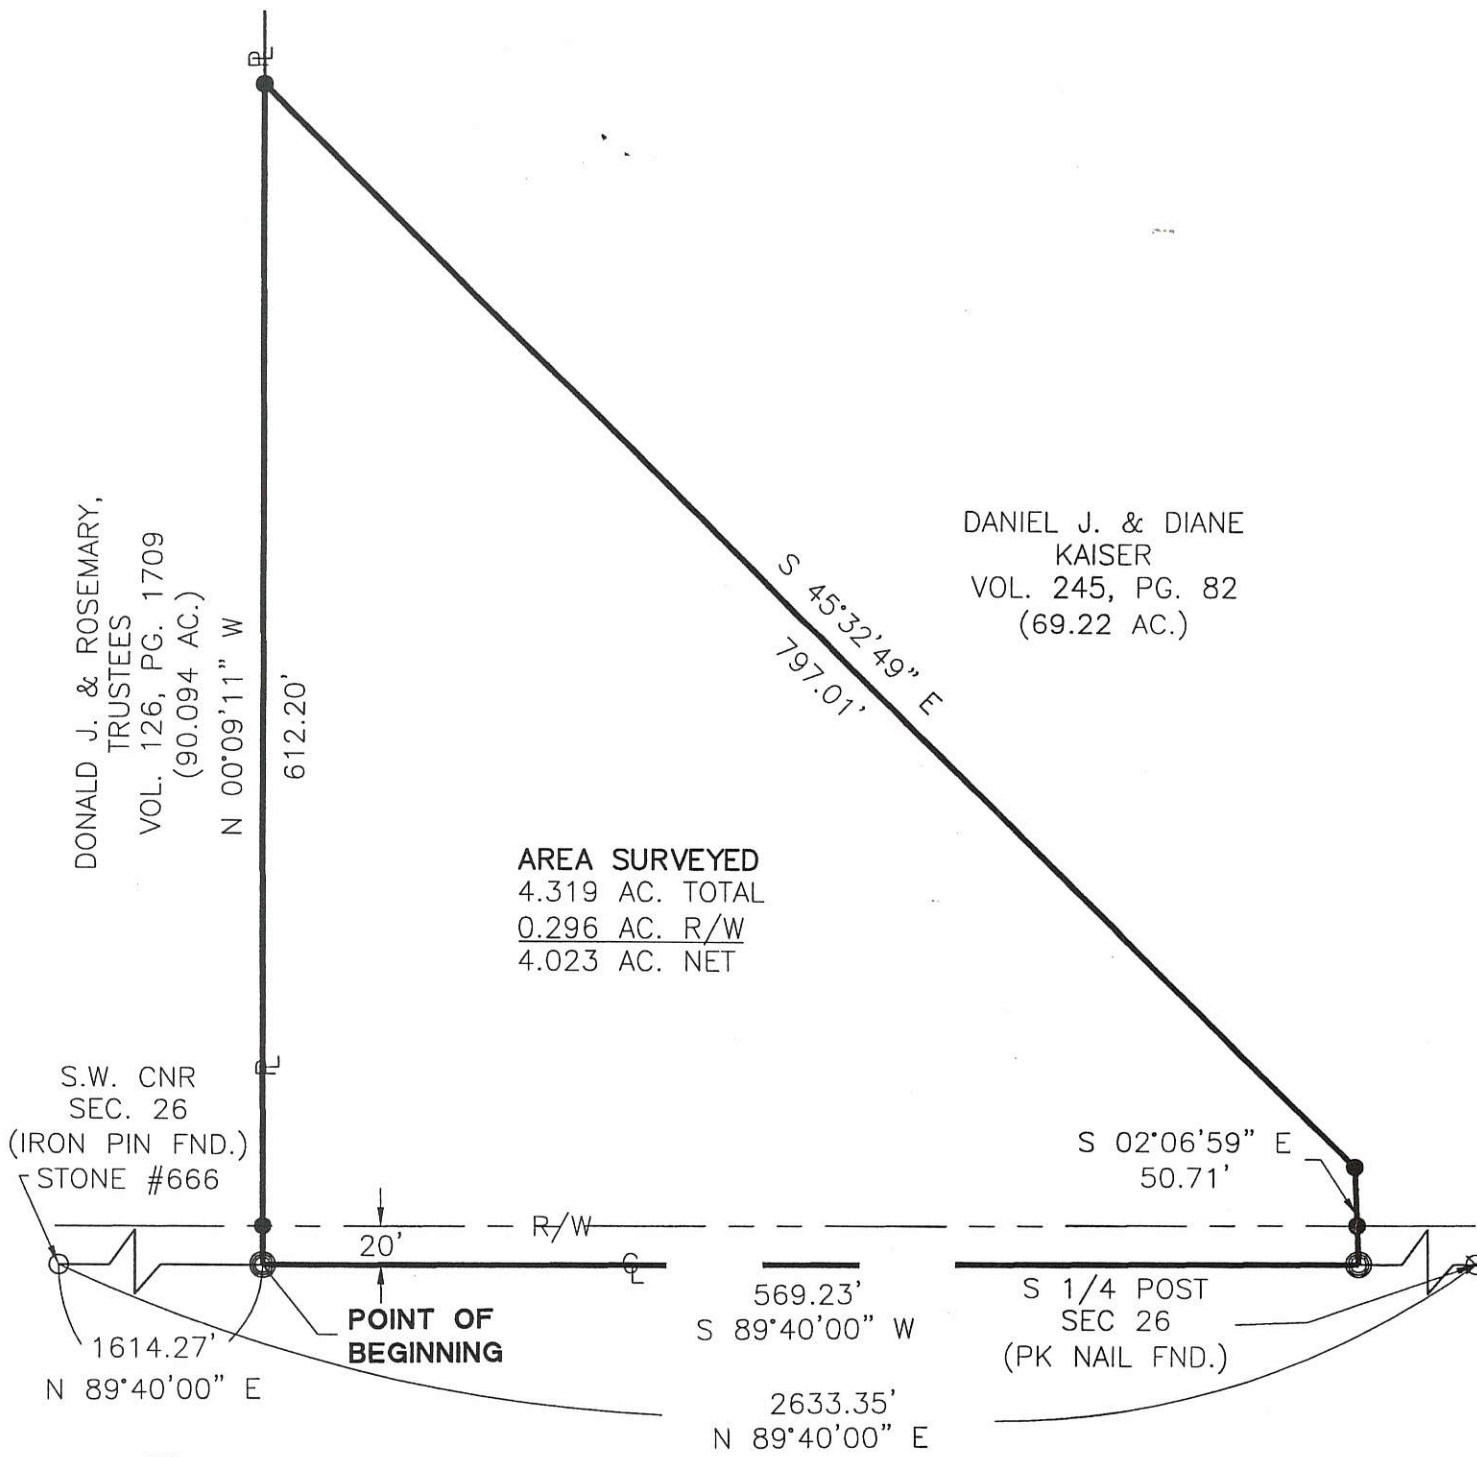 PL
DONALD J. & ROSEMARY,
TRUSTEES
VOL. 126, PG. 1709
(90.094 AC.)
N 00°09'11" W
612.20'
S 45°32'49" E
797.01'
DANIEL J. & DIANE
KAISER
VOL. 245, PG. 82
(69.22 AC.)
AREA SURVEYED
4.319 AC. TOTAL
0.296 AC. R/W
4.023 AC. NET
PL
S.W. CNR
SEC. 26
(IRON PIN FND.)
STONE #666
S 02°06'59" E
50.71'
R/W
20'
CL
POINT OF
BEGINNING
569.23'
S 89°40'00" W
S 1/4 POST
SEC 26
(PK NAIL FND.)
1614.27'
N 89°40'00" E
2633.35'
N 89°40'00" E